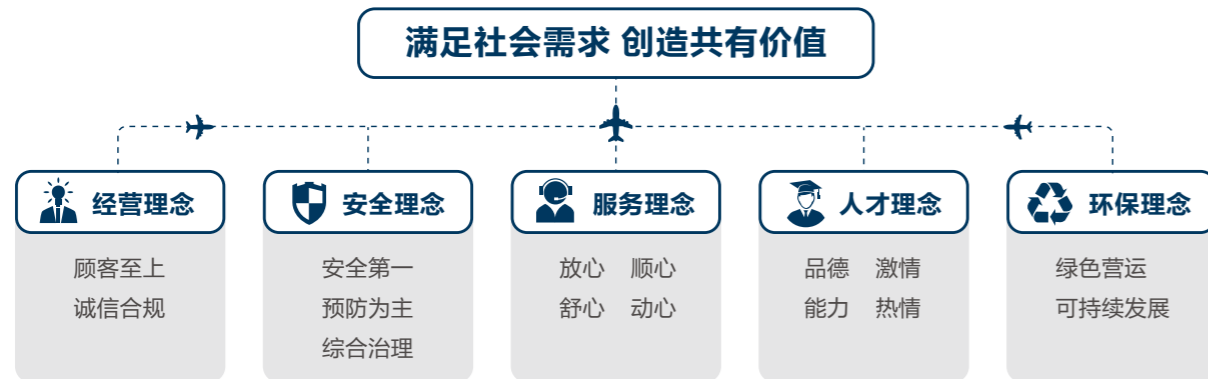 满足社会需求 创造共有价值
经营理念
顾客至上
诚信合规
安全理念
安全第一
预防为主
综合治理
服务理念
放心 顺心
舒心 动心
人才理念
品德 激情
能力 热情
环保理念
绿色营运
可持续发展